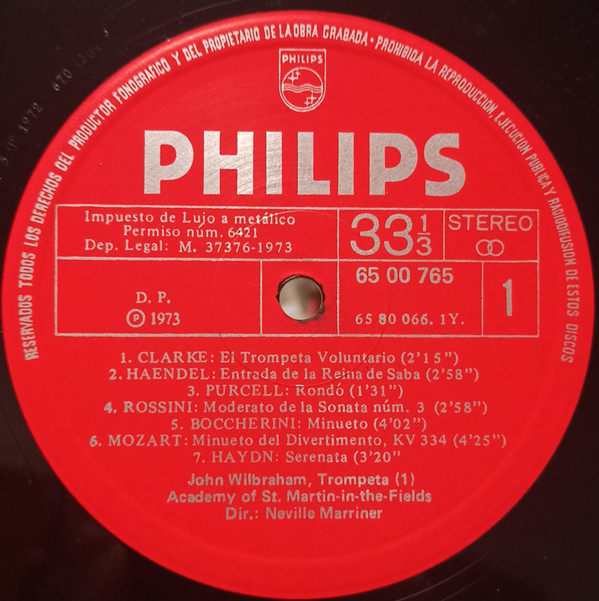 RESERVADOS TODOS LOS DERECHOS DEL PRODUCTOR FONOGRAFICO Y DEL PROPIETARIO DE LA OBRA GRABADA · PROHIBIDA LA REPRODUCCION, EJECUCION PUBLICA Y RADIODIFUSION DE ESTOS DISCOS
PHILIPS
PHILIPS
Impuesto de Lujo a metálico
Permiso núm. 6421
Dep. Legal: M. 37376-1973
33 1/3
STEREO
D. P.
Ⓟ 1973
65 00 765
65 80 066. 1Y.
1
1. CLARKE: El Trompeta Voluntario (2'15")
2. HAENDEL: Entrada de la Reina de Saba (2'58")
3. PURCELL: Rondó (1'31")
4. ROSSINI: Moderato de la Sonata núm. 3 (2'58")
5. BOCCHERINI: Minueto (4'02")
6. MOZART: Minueto del Divertimento, KV 334 (4'25")
7. HAYDN: Serenata (3'20"
John Wilbraham, Trompeta (1)
Academy of St. Martin-in-the-Fields
Dir.: Neville Marriner